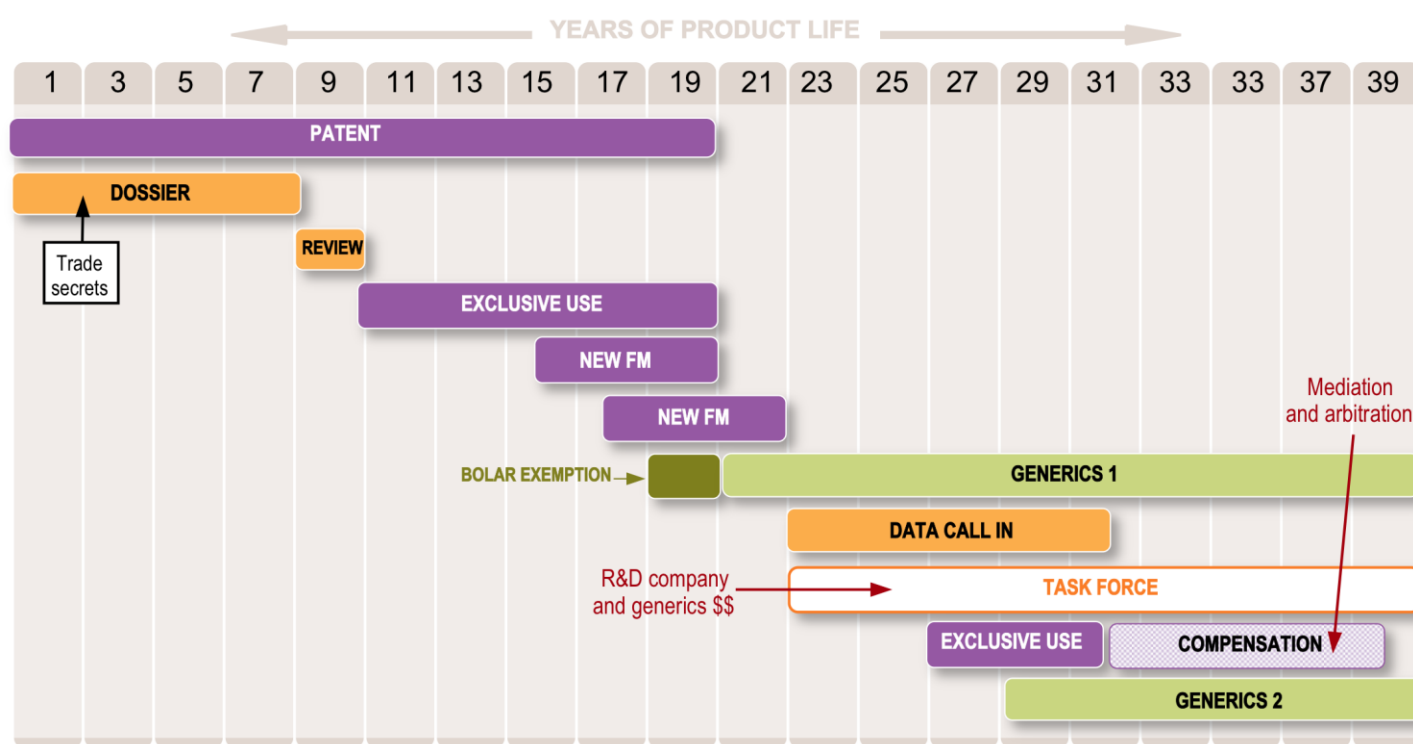 YEARS OF PRODUCT LIFE
1 3 5 7 9 11 13 15 17 19 21 23 25 27 29 31 33 33 37 39
PATENT
DOSSIER
REVIEW
Trade
secrets
EXCLUSIVE USE
NEW FM
Mediation
and arbitration
NEW FM
BOLAR EXEMPTION
GENERICS 1
DATA CALL IN
R&D company
and generics $$
TASK FORCE
EXCLUSIVE USE
COMPENSATION
GENERICS 2